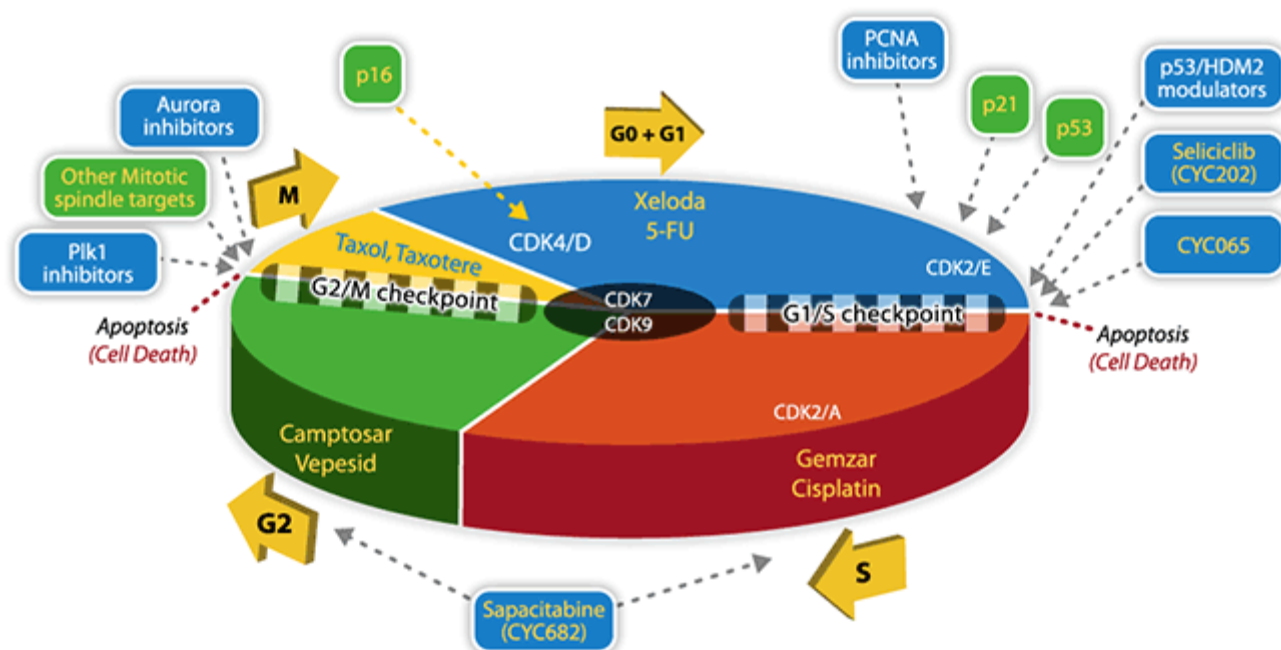 PCNA
inhibitors
p16
p53/HDM2
modulators
Aurora
inhibitors
p21
G0 + G1
p53
Seliciclib
(CYC202)
Other Mitotic
spindle targets
M
Xeloda
5-FU
CDK4/D
Plk1
inhibitors
Taxol, Taxotere
CYC065
CDK2/E
G2/M checkpoint
CDK7
CDK9
G1/S checkpoint
Apoptosis
(Cell Death)
Apoptosis
(Cell Death)
CDK2/A
Camptosar
Vepesid
Gemzar
Cisplatin
G2
S
Sapacitabine
(CYC682)